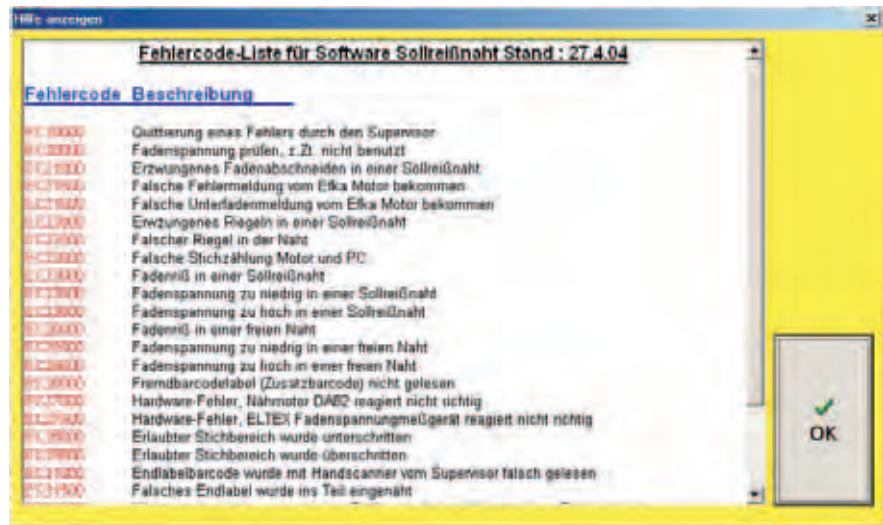 Hilfe anzeigen
Fehlercode-Liste für Software Sollreißnaht Stand : 27.4.04
Fehlercode Beschreibung
Quittierung eines Fehlers durch den Supervisor
Fadenspannung prüfen, z.Zt. nicht benutzt
Erzwungenes Fadenabschneiden in einer Sollreißnaht
Falsche Fehlermeldung vom Efka Motor bekommen
Falsche Unterfadenmeldung vom Efka Motor bekommen
Erwzungenes Riegeln in einer Sollreißnaht
Falscher Riegel in der Naht
Falsche Stichzählung Motor und PC
Fadenriß in einer Sollreißnaht
Fadenspannung zu niedrig in einer Sollreißnaht
Fadenspannung zu hoch in einer Sollreißnaht
Fadenriß in einer freien Naht
Fadenspannung zu niedrig in einer freien Naht
Fadenspannung zu hoch in einer freien Naht
Fremdbarcodelabel (Zusatzbarcode) nicht gelesen
Hardware-Fehler, Nähmotor DA82 reagiert nicht richtig
Hardware-Fehler, ELTEX Fadenspannungmeßgerät reagiert nicht richtig
Erlaubter Stichbereich wurde unterschritten
Erlaubter Stichbereich wurde überschritten
Endlabelbarcode wurde mit Handscanner vom Supervisor falsch gelesen
Falsches Endlabel wurde ins Teil eingenäht
OK